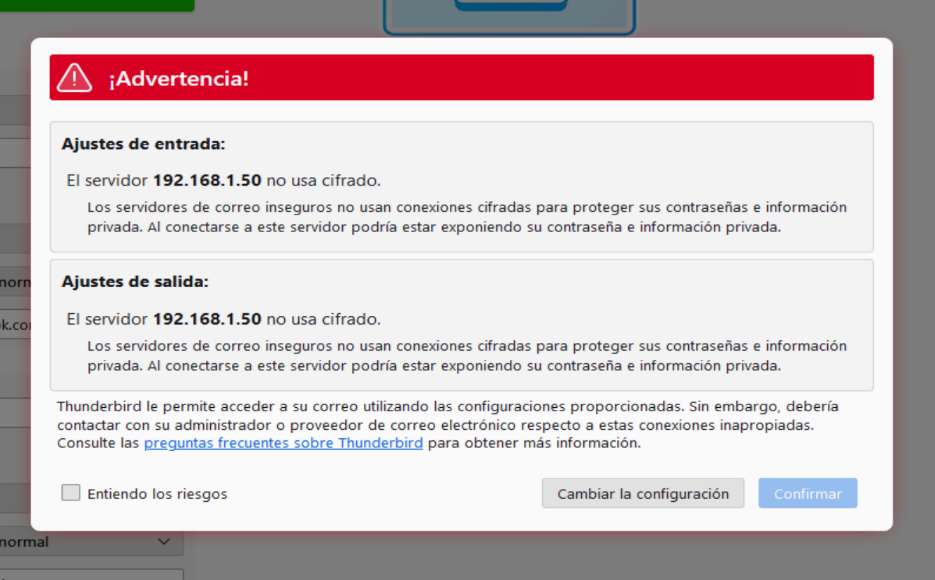 ¡Advertencia!
Ajustes de entrada:
El servidor 192.168.1.50 no usa cifrado.
Los servidores de correo inseguros no usan conexiones cifradas para proteger sus contraseñas e información
privada. Al conectarse a este servidor podría estar exponiendo su contraseña e información privada.
Ajustes de salida:
El servidor 192.168.1.50 no usa cifrado.
Los servidores de correo inseguros no usan conexiones cifradas para proteger sus contraseñas e información
privada. Al conectarse a este servidor podría estar exponiendo su contraseña e información privada.
Thunderbird le permite acceder a su correo utilizando las configuraciones proporcionadas. Sin embargo, debería
contactar con su administrador o proveedor de correo electrónico respecto a estas conexiones inapropiadas.
Consulte las preguntas frecuentes sobre Thunderbird para obtener más información.
Entiendo los riesgos
Cambiar la configuración
Confirmar
normal